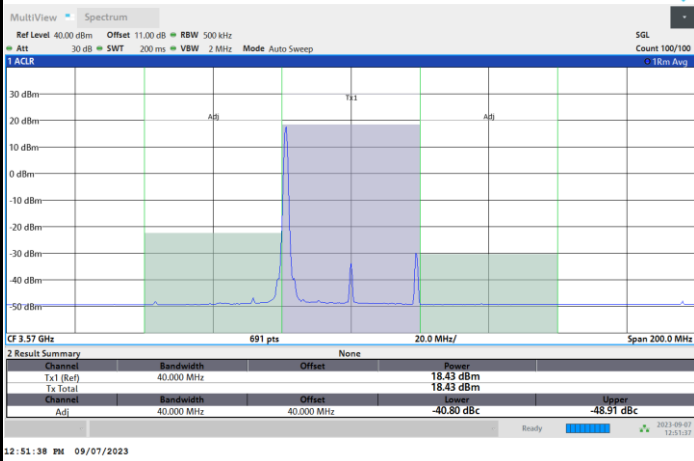 MultiView Spectrum
Ref Level 40.00 dBm Offset 11.00 dB RBW 500 kHz SGL
Att 30 dB SWT 200 ms VBW 2 MHz Mode Auto Sweep Count 100/100
1 ACLR 1Rm Avg
30 dBm
Tx1
20 dBm Adj Adj
10 dBm
0 dBm
-10 dBm
-20 dBm
-30 dBm
-40 dBm
-50 dBm
CF 3.57 GHz 691 pts 20.0 MHz/ Span 200.0 MHz
2 Result Summary None
Channel Bandwidth Offset Power
Tx1 (Ref) 40.000 MHz 18.43 dBm
Tx Total 18.43 dBm
Channel Bandwidth Offset Lower Upper
Adj 40.000 MHz 40.000 MHz -40.80 dBc -48.91 dBc
Ready 2023-09-07
12:51:37
12:51:38 PM 09/07/2023